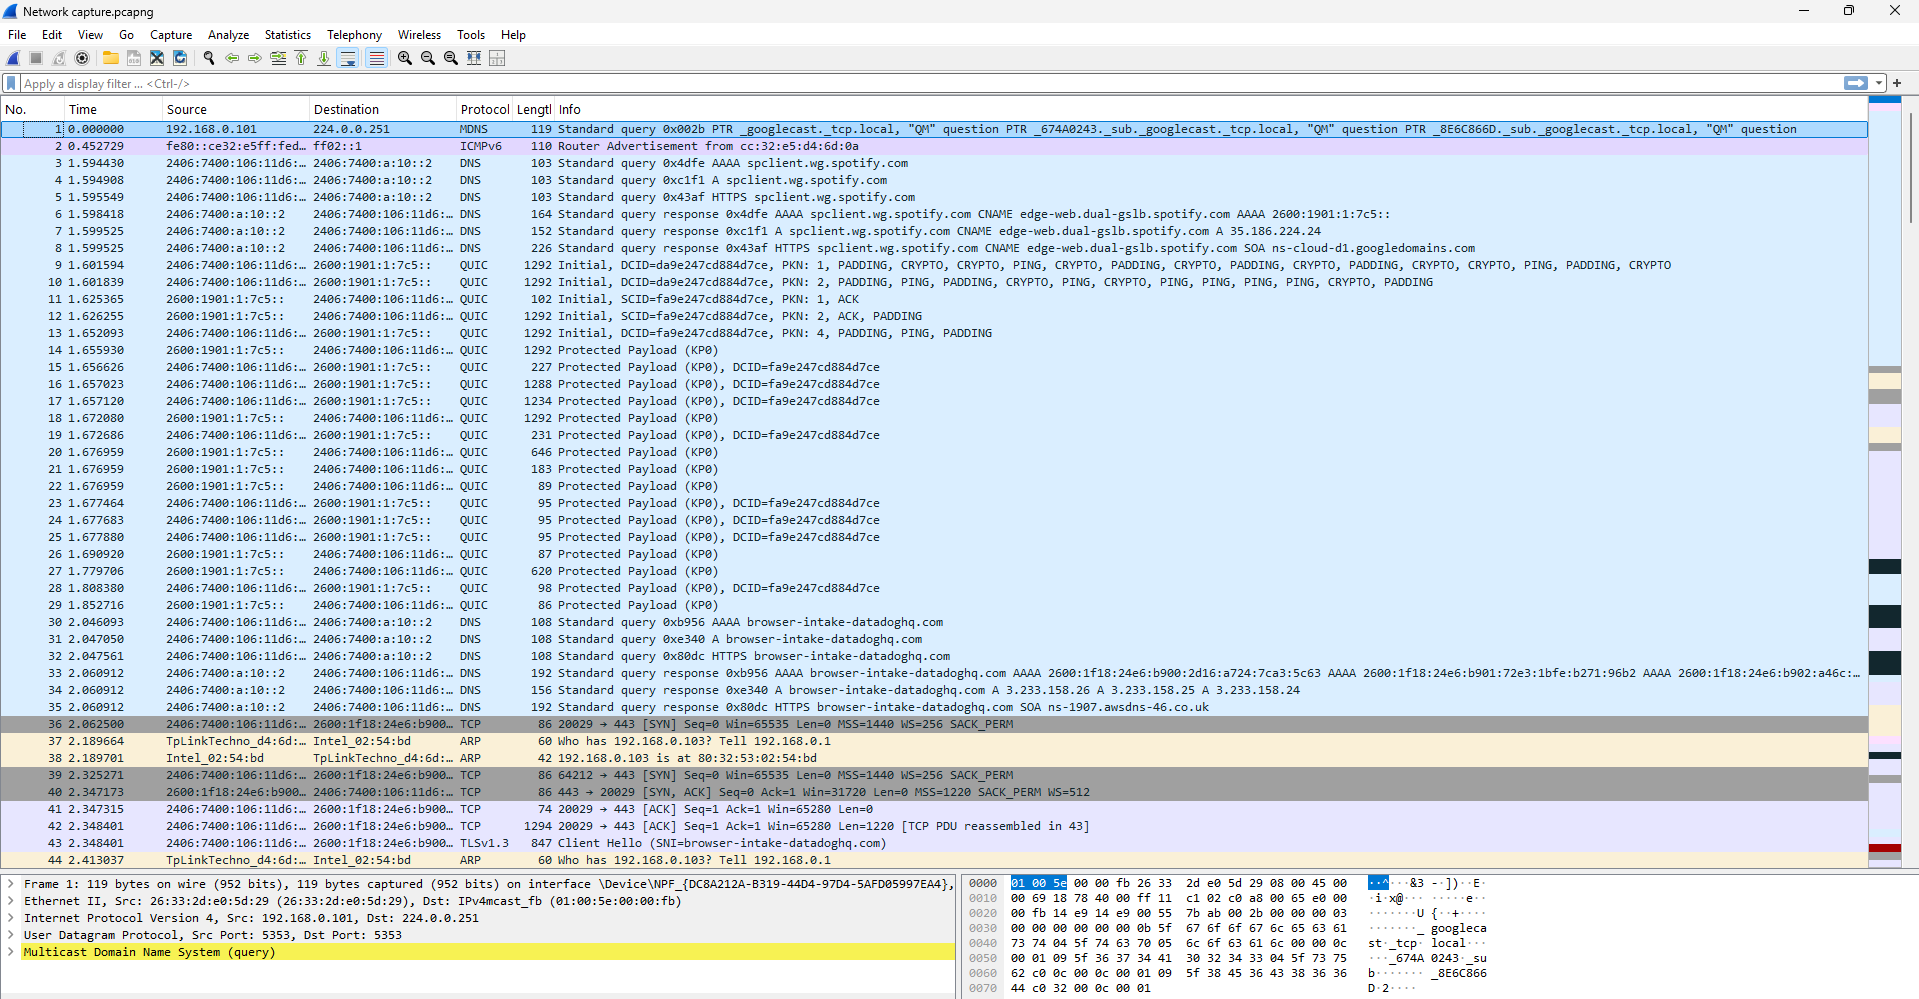 Network capture.pcapng
File Edit View Go Capture Analyze Statistics Telephony Wireless Tools Help
Apply a display filter ... <Ctrl-/>
No. Time Source Destination Protocol Lengtl Info
1 0.000000 192.168.0.101 224.0.0.251 MDNS 119 Standard query 0x002b PTR _googlecast._tcp.local, "QM" question PTR _674A0243._sub._googlecast._tcp.local, "QM" question PTR _8E6C866D._sub._googlecast._tcp.local, "QM" question
2 0.452729 fe80::ce32:e5ff:fed… ff02::1 ICMPv6 110 Router Advertisement from cc:32:e5:d4:6d:0a
3 1.594430 2406:7400:106:11d6:… 2406:7400:a:10::2 DNS 103 Standard query 0x4dfe AAAA spclient.wg.spotify.com
4 1.594908 2406:7400:106:11d6:… 2406:7400:a:10::2 DNS 103 Standard query 0xc1f1 A spclient.wg.spotify.com
5 1.595549 2406:7400:106:11d6:… 2406:7400:a:10::2 DNS 103 Standard query 0x43af HTTPS spclient.wg.spotify.com
6 1.598418 2406:7400:a:10::2 2406:7400:106:11d6:… DNS 164 Standard query response 0x4dfe AAAA spclient.wg.spotify.com CNAME edge-web.dual-gslb.spotify.com AAAA 2600:1901:1:7c5::
7 1.599525 2406:7400:a:10::2 2406:7400:106:11d6:… DNS 152 Standard query response 0xc1f1 A spclient.wg.spotify.com CNAME edge-web.dual-gslb.spotify.com A 35.186.224.24
8 1.599525 2406:7400:a:10::2 2406:7400:106:11d6:… DNS 226 Standard query response 0x43af HTTPS spclient.wg.spotify.com CNAME edge-web.dual-gslb.spotify.com SOA ns-cloud-d1.googledomains.com
9 1.601594 2406:7400:106:11d6:… 2600:1901:1:7c5:: QUIC 1292 Initial, DCID=da9e247cd884d7ce, PKN: 1, PADDING, CRYPTO, CRYPTO, PING, CRYPTO, PADDING, CRYPTO, PADDING, CRYPTO, PADDING, CRYPTO, CRYPTO, PING, PADDING, CRYPTO
10 1.601839 2406:7400:106:11d6:… 2600:1901:1:7c5:: QUIC 1292 Initial, DCID=da9e247cd884d7ce, PKN: 2, PADDING, PING, PADDING, CRYPTO, PING, CRYPTO, PING, PING, PING, PING, CRYPTO, PADDING
11 1.625365 2600:1901:1:7c5:: 2406:7400:106:11d6:… QUIC 102 Initial, SCID=fa9e247cd884d7ce, PKN: 1, ACK
12 1.626255 2600:1901:1:7c5:: 2406:7400:106:11d6:… QUIC 1292 Initial, SCID=fa9e247cd884d7ce, PKN: 2, ACK, PADDING
13 1.652093 2406:7400:106:11d6:… 2600:1901:1:7c5:: QUIC 1292 Initial, DCID=fa9e247cd884d7ce, PKN: 4, PADDING, PING, PADDING
14 1.655930 2600:1901:1:7c5:: 2406:7400:106:11d6:… QUIC 1292 Protected Payload (KP0)
15 1.656626 2406:7400:106:11d6:… 2600:1901:1:7c5:: QUIC 227 Protected Payload (KP0), DCID=fa9e247cd884d7ce
16 1.657023 2406:7400:106:11d6:… 2600:1901:1:7c5:: QUIC 1288 Protected Payload (KP0), DCID=fa9e247cd884d7ce
17 1.657120 2406:7400:106:11d6:… 2600:1901:1:7c5:: QUIC 1234 Protected Payload (KP0), DCID=fa9e247cd884d7ce
18 1.672080 2600:1901:1:7c5:: 2406:7400:106:11d6:… QUIC 1292 Protected Payload (KP0)
19 1.672686 2406:7400:106:11d6:… 2600:1901:1:7c5:: QUIC 231 Protected Payload (KP0), DCID=fa9e247cd884d7ce
20 1.676959 2600:1901:1:7c5:: 2406:7400:106:11d6:… QUIC 646 Protected Payload (KP0)
21 1.676959 2600:1901:1:7c5:: 2406:7400:106:11d6:… QUIC 183 Protected Payload (KP0)
22 1.676959 2600:1901:1:7c5:: 2406:7400:106:11d6:… QUIC 89 Protected Payload (KP0)
23 1.677464 2406:7400:106:11d6:… 2600:1901:1:7c5:: QUIC 95 Protected Payload (KP0), DCID=fa9e247cd884d7ce
24 1.677683 2406:7400:106:11d6:… 2600:1901:1:7c5:: QUIC 95 Protected Payload (KP0), DCID=fa9e247cd884d7ce
25 1.677880 2406:7400:106:11d6:… 2600:1901:1:7c5:: QUIC 95 Protected Payload (KP0), DCID=fa9e247cd884d7ce
26 1.690920 2600:1901:1:7c5:: 2406:7400:106:11d6:… QUIC 87 Protected Payload (KP0)
27 1.779706 2600:1901:1:7c5:: 2406:7400:106:11d6:… QUIC 620 Protected Payload (KP0)
28 1.808380 2406:7400:106:11d6:… 2600:1901:1:7c5:: QUIC 98 Protected Payload (KP0), DCID=fa9e247cd884d7ce
29 1.852716 2600:1901:1:7c5:: 2406:7400:106:11d6:… QUIC 86 Protected Payload (KP0)
30 2.046093 2406:7400:106:11d6:… 2406:7400:a:10::2 DNS 108 Standard query 0xb956 AAAA browser-intake-datadoghq.com
31 2.047050 2406:7400:106:11d6:… 2406:7400:a:10::2 DNS 108 Standard query 0xe340 A browser-intake-datadoghq.com
32 2.047561 2406:7400:106:11d6:… 2406:7400:a:10::2 DNS 108 Standard query 0x80dc HTTPS browser-intake-datadoghq.com
33 2.060912 2406:7400:a:10::2 2406:7400:106:11d6:… DNS 192 Standard query response 0xb956 AAAA browser-intake-datadoghq.com AAAA 2600:1f18:24e6:b900:2d16:a724:7ca3:5c63 AAAA 2600:1f18:24e6:b901:72e3:1bfe:b271:96b2 AAAA 2600:1f18:24e6:b902:a46c:…
34 2.060912 2406:7400:a:10::2 2406:7400:106:11d6:… DNS 156 Standard query response 0xe340 A browser-intake-datadoghq.com A 3.233.158.26 A 3.233.158.25 A 3.233.158.24
35 2.060912 2406:7400:a:10::2 2406:7400:106:11d6:… DNS 192 Standard query response 0x80dc HTTPS browser-intake-datadoghq.com SOA ns-1907.awsdns-46.co.uk
36 2.062500 2406:7400:106:11d6:… 2600:1f18:24e6:b900… TCP 86 20029 → 443 [SYN] Seq=0 Win=65535 Len=0 MSS=1440 WS=256 SACK_PERM
37 2.189664 TpLinkTechno_d4:6d:… Intel_02:54:bd ARP 60 Who has 192.168.0.103? Tell 192.168.0.1
38 2.189701 Intel_02:54:bd TpLinkTechno_d4:6d:… ARP 42 192.168.0.103 is at 80:32:53:02:54:bd
39 2.325271 2406:7400:106:11d6:… 2600:1f18:24e6:b900… TCP 86 64212 → 443 [SYN] Seq=0 Win=65535 Len=0 MSS=1440 WS=256 SACK_PERM
40 2.347173 2600:1f18:24e6:b900… 2406:7400:106:11d6:… TCP 86 443 → 20029 [SYN, ACK] Seq=0 Ack=1 Win=31720 Len=0 MSS=1220 SACK_PERM WS=512
41 2.347315 2406:7400:106:11d6:… 2600:1f18:24e6:b900… TCP 74 20029 → 443 [ACK] Seq=1 Ack=1 Win=65280 Len=0
42 2.348401 2406:7400:106:11d6:… 2600:1f18:24e6:b900… TCP 1294 20029 → 443 [ACK] Seq=1 Ack=1 Win=65280 Len=1220 [TCP PDU reassembled in 43]
43 2.348401 2406:7400:106:11d6:… 2600:1f18:24e6:b900… TLSv1.3 847 Client Hello (SNI=browser-intake-datadoghq.com)
44 2.413037 TpLinkTechno_d4:6d:… Intel_02:54:bd ARP 60 Who has 192.168.0.103? Tell 192.168.0.1
Frame 1: 119 bytes on wire (952 bits), 119 bytes captured (952 bits) on interface \Device\NPF_{DC8A212A-B319-44D4-97D4-5AFD05997EA4},
Ethernet II, Src: 26:33:2d:e0:5d:29 (26:33:2d:e0:5d:29), Dst: IPv4mcast_fb (01:00:5e:00:00:fb)
Internet Protocol Version 4, Src: 192.168.0.101, Dst: 224.0.0.251
User Datagram Protocol, Src Port: 5353, Dst Port: 5353
Multicast Domain Name System (query)
0000 01 00 5e 00 00 fb 26 33 2d e0 5d 29 08 00 45 00 ··^···&3 -·])··E·
0010 00 69 18 78 40 00 ff 11 c1 02 c0 a8 00 65 e0 00 ·i·x@··· ·····e··
0020 00 fb 14 e9 14 e9 00 55 7b ab 00 2b 00 00 00 03 ·······U {··+····
0030 00 00 00 00 00 00 0b 5f 67 6f 6f 67 6c 65 63 61 ·······_ googleca
0040 73 74 04 5f 74 63 70 05 6c 6f 63 61 6c 00 00 0c st·_tcp· local···
0050 00 01 09 5f 36 37 34 41 30 32 34 33 04 5f 73 75 ···_674A 0243·_su
0060 62 c0 0c 00 0c 00 01 09 5f 38 45 36 43 38 36 36 b······· _8E6C866
0070 44 c0 32 00 0c 00 01 D·2····